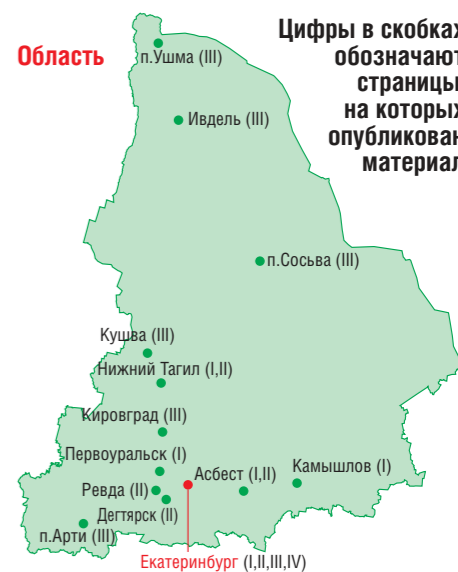 Область
Цифры в скобках
обозначают
страницы,
на которых
опубликован
материал
п.Ушма (III)
Ивдель (III)
п.Сосьва (III)
Кушва (III)
Нижний Тагил (I,II)
Кировград (III)
Первоуральск (I)
Асбест (I,II)
Камышлов (I)
Ревда (II)
Дегтярск (II)
п.Арти (III)
Екатеринбург (I,II,III,IV)